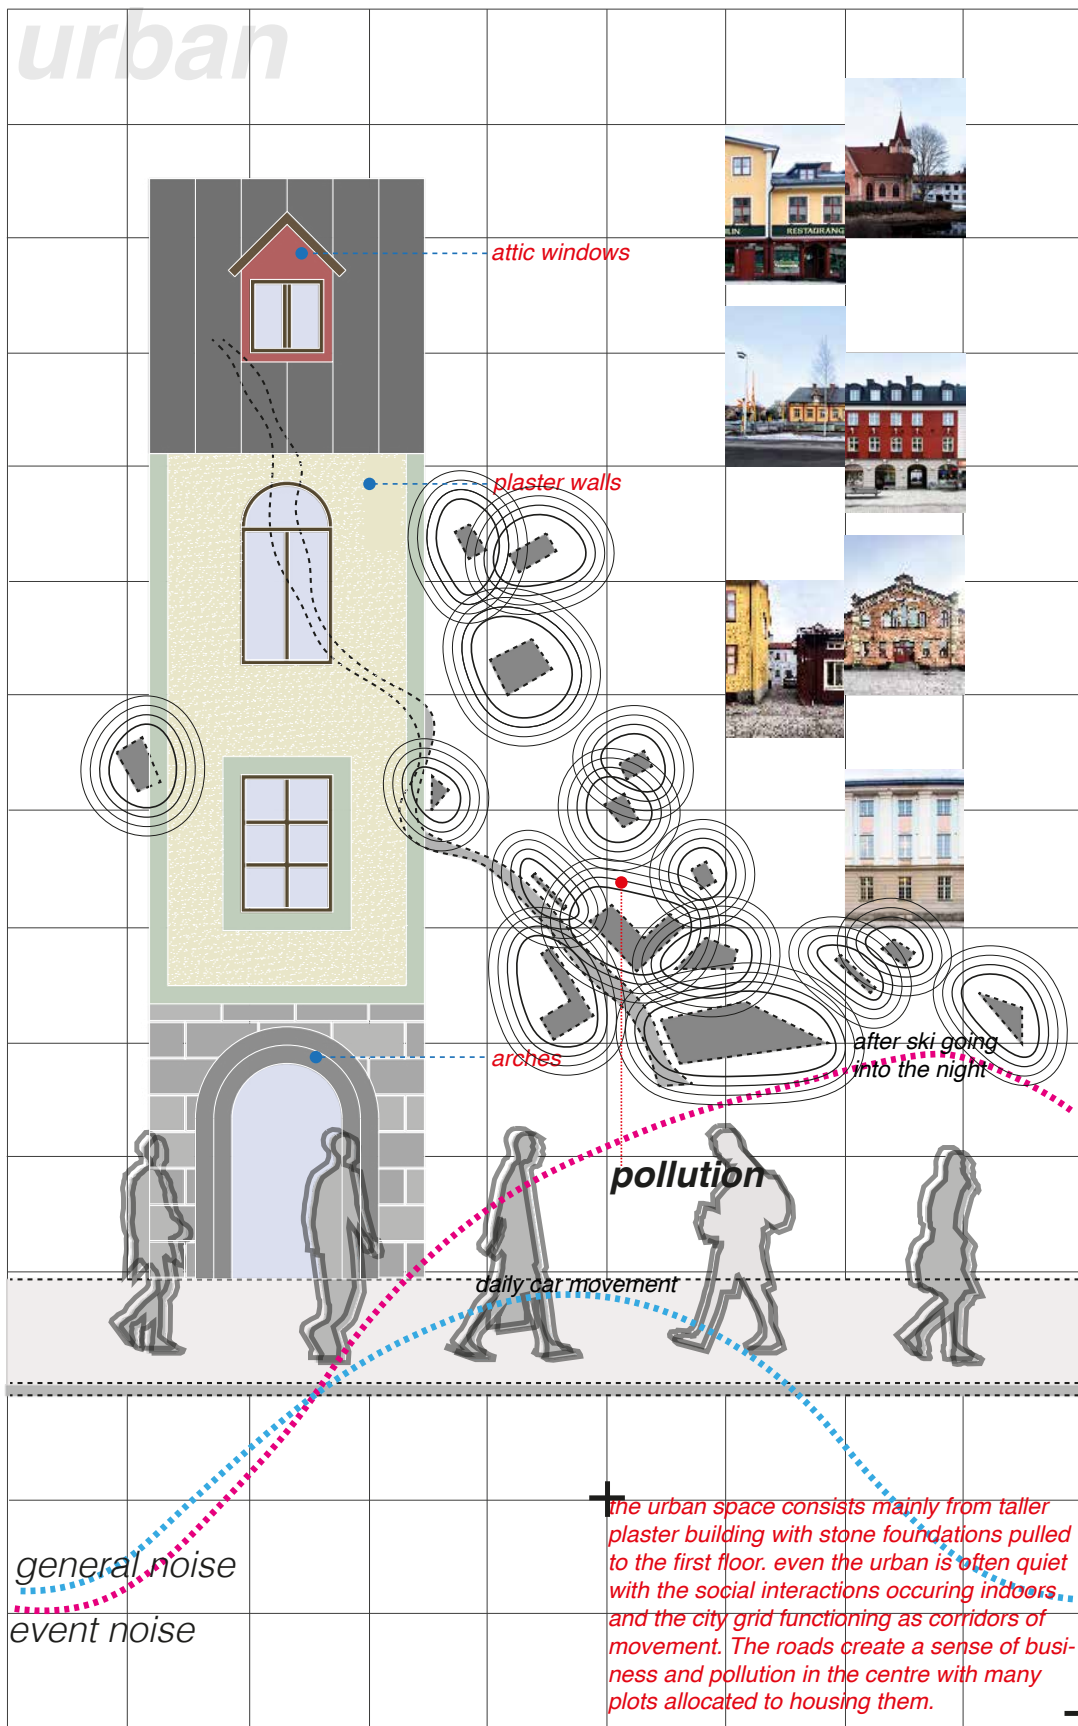 urban
LIN
RESTAURANG
attic windows
plaster walls
arches
after ski going
into the night
pollution
daily car movement
general noise
event noise
the urban space consists mainly from taller
plaster building with stone foundations pulled
to the first floor. even the urban is often quiet
with the social interactions occuring indoors
and the city grid functioning as corridors of
movement. The roads create a sense of busi-
ness and pollution in the centre with many
plots allocated to housing them.